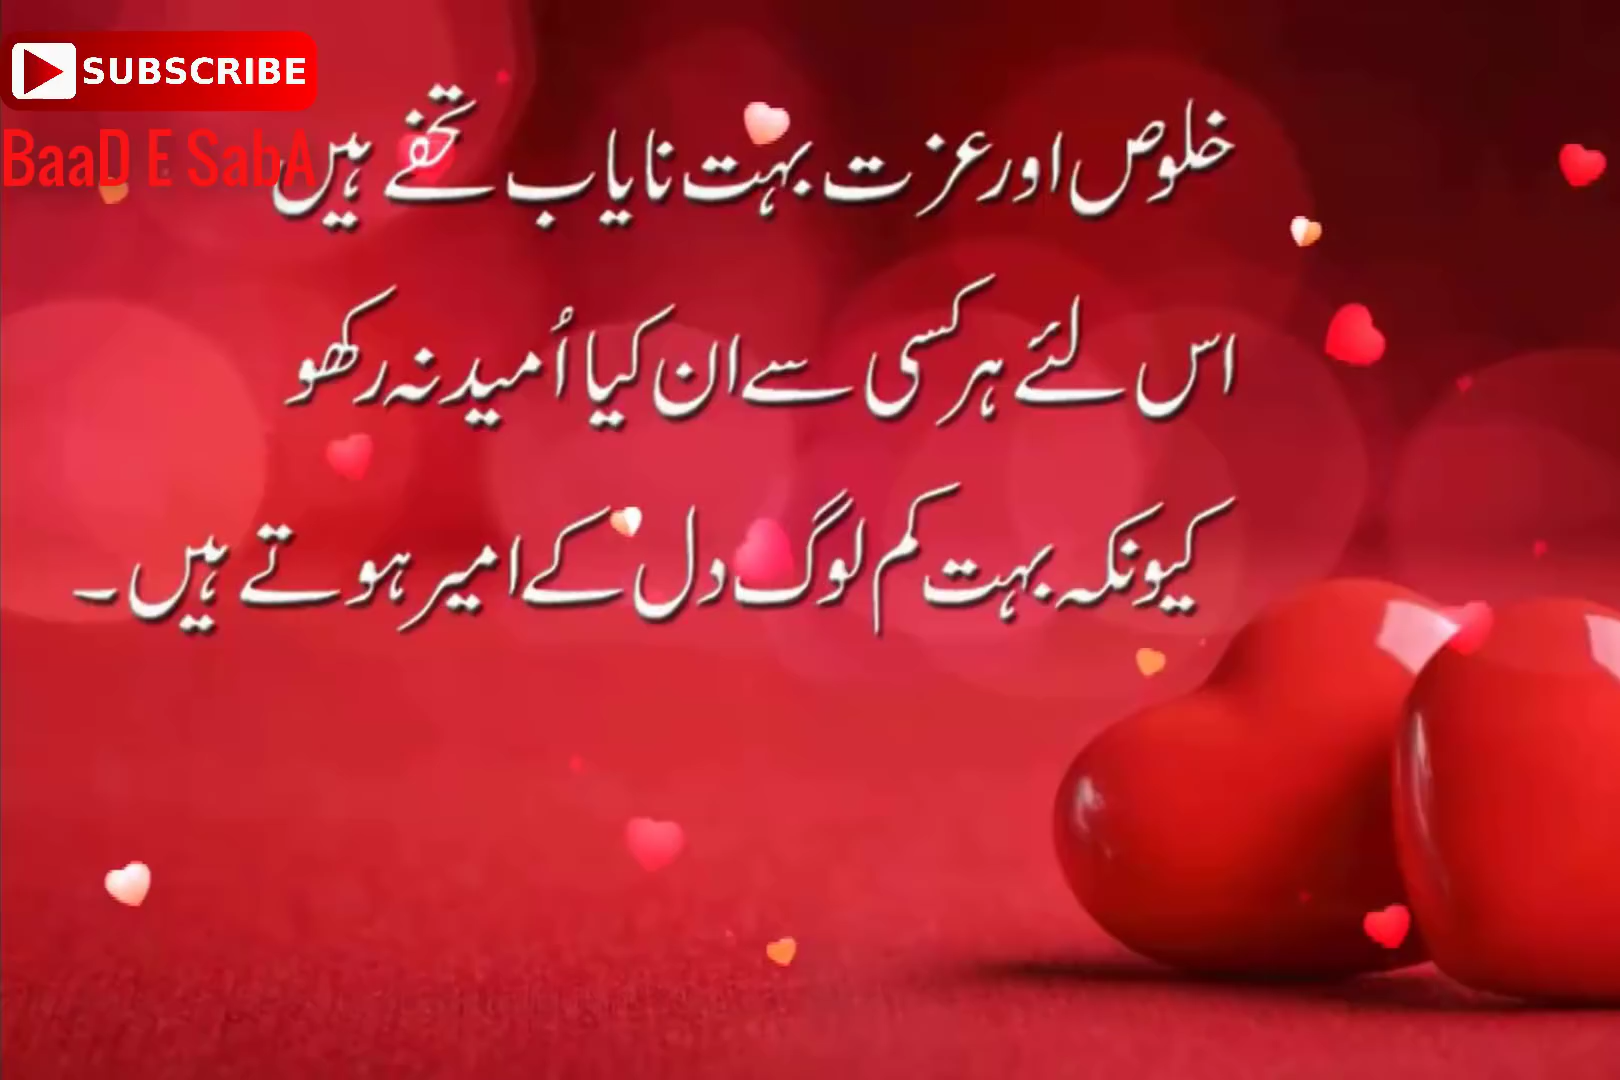 SUBSCRIBE
BaaD E SabA
خلوص اور عزت بہت نایاب تحفے ہیں
اس لئے ہر کسی سے ان کیا اُمید نہ رکھو
کیونکہ بہت کم لوگ دل کے امیر ہوتے ہیں۔